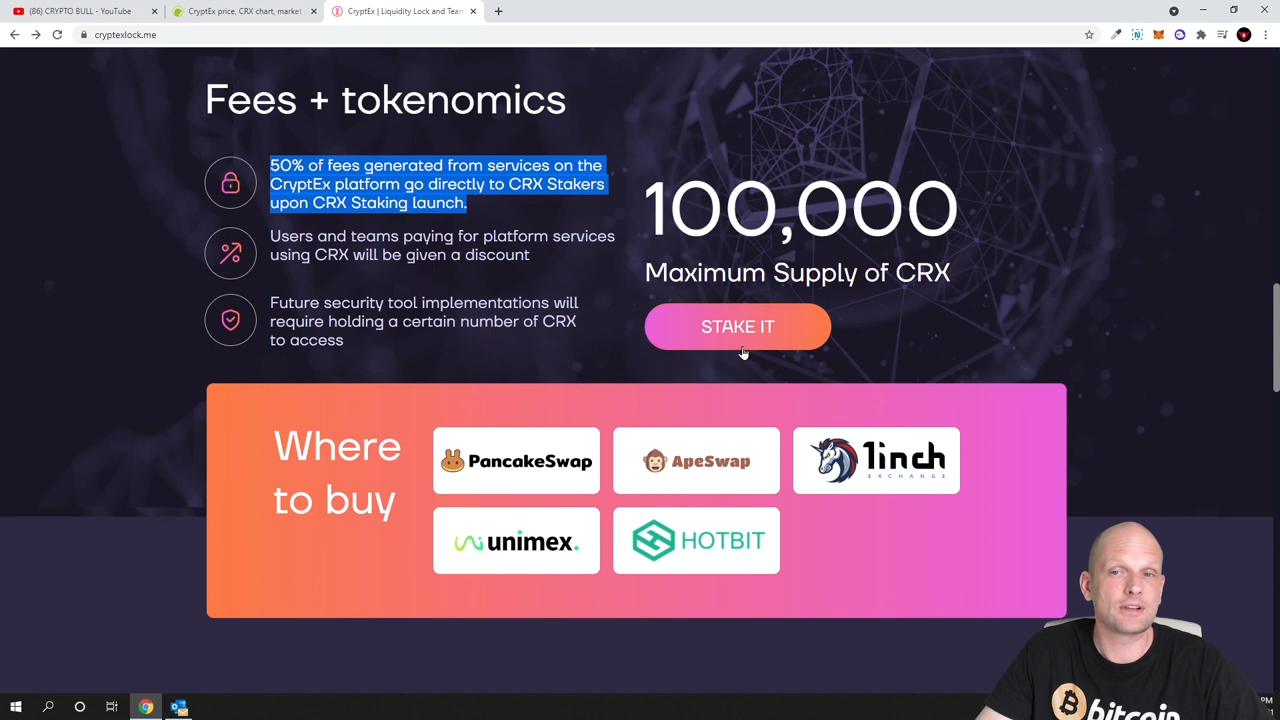 (86) CRYPTO BULL - YouTube
CryptEx price, CRX chart, market
CryptEx | Liquidity Lock and Team
cryptexlock.me
Fees + tokenomics
50% of fees generated from services on the
CryptEx platform go directly to CRX Stakers
upon CRX Staking launch.
Users and teams paying for platform services
using CRX will be given a discount
Future security tool implementations will
require holding a certain number of CRX
to access
100,000
Maximum Supply of CRX
STAKE IT
Where
to buy
PancakeSwap
ApeSwap
1inch
EXCHANGE
unimex.
HOTBIT
bitcoin
PM